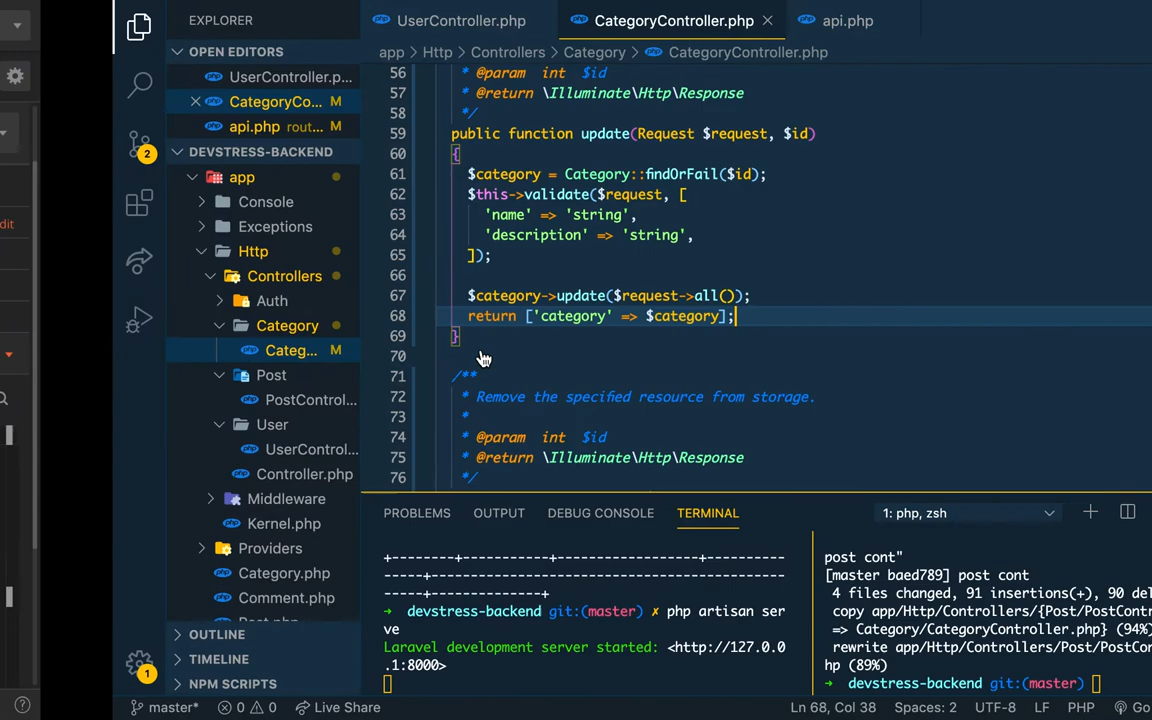 EXPLORER
OPEN EDITORS
UserController.p...
CategoryCo... M
api.php rout... M
DEVSTRESS-BACKEND
app
Console
Exceptions
Http
Controllers
Auth
Category
Categ... M
Post
PostControl...
User
UserControl...
Controller.php
Middleware
Kernel.php
Providers
Category.php
Comment.php
OUTLINE
TIMELINE
NPM SCRIPTS
2
1
dit
UserController.php
CategoryController.php
api.php
app > Http > Controllers > Category > CategoryController.php
56 * @param int $id
57 * @return \Illuminate\Http\Response
58 */
59 public function update(Request $request, $id)
60 {
61 $category = Category::findOrFail($id);
62 $this->validate($request, [
63 'name' => 'string',
64 'description' => 'string',
65 ]);
66
67 $category->update($request->all());
68 return ['category' => $category];
69 }
70
71 /**
72 * Remove the specified resource from storage.
73 *
74 * @param int $id
75 * @return \Illuminate\Http\Response
76 */
PROBLEMS OUTPUT DEBUG CONSOLE TERMINAL
1: php, zsh
+--------+-----------+------------------+----------
-----+---------------------------------------------
-----+--------------+
➜ devstress-backend git:(master) ✗ php artisan ser
ve
Laravel development server started: <http://127.0.0
.1:8000>
post cont"
[master baed789] post cont
4 files changed, 91 insertions(+), 90 del
copy app/Http/Controllers/{Post/PostContr
=> Category/CategoryController.php} (94%)
rewrite app/Http/Controllers/Post/PostCont
hp (89%)
➜ devstress-backend git:(master)
master* 0 0 Live Share
Ln 68, Col 38 Spaces: 2 UTF-8 LF PHP Go